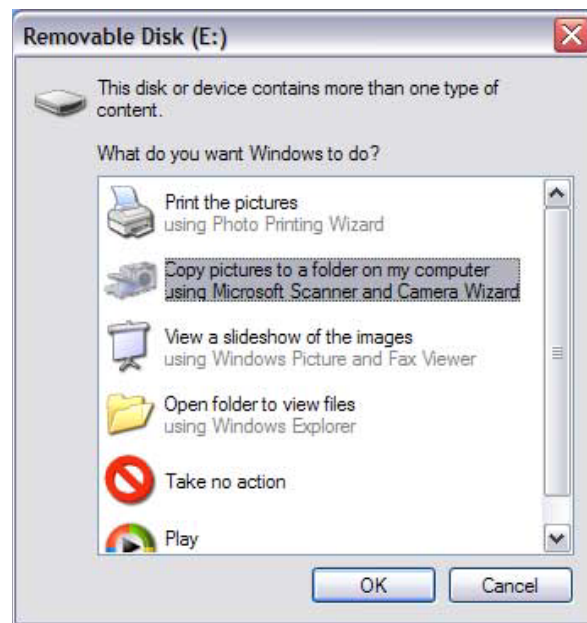 Removable Disk (E:)
This disk or device contains more than one type of
content.
What do you want Windows to do?
Print the pictures
using Photo Printing Wizard
Copy pictures to a folder on my computer
using Microsoft Scanner and Camera Wizard
View a slideshow of the images
using Windows Picture and Fax Viewer
Open folder to view files
using Windows Explorer
Take no action
Play
OK Cancel